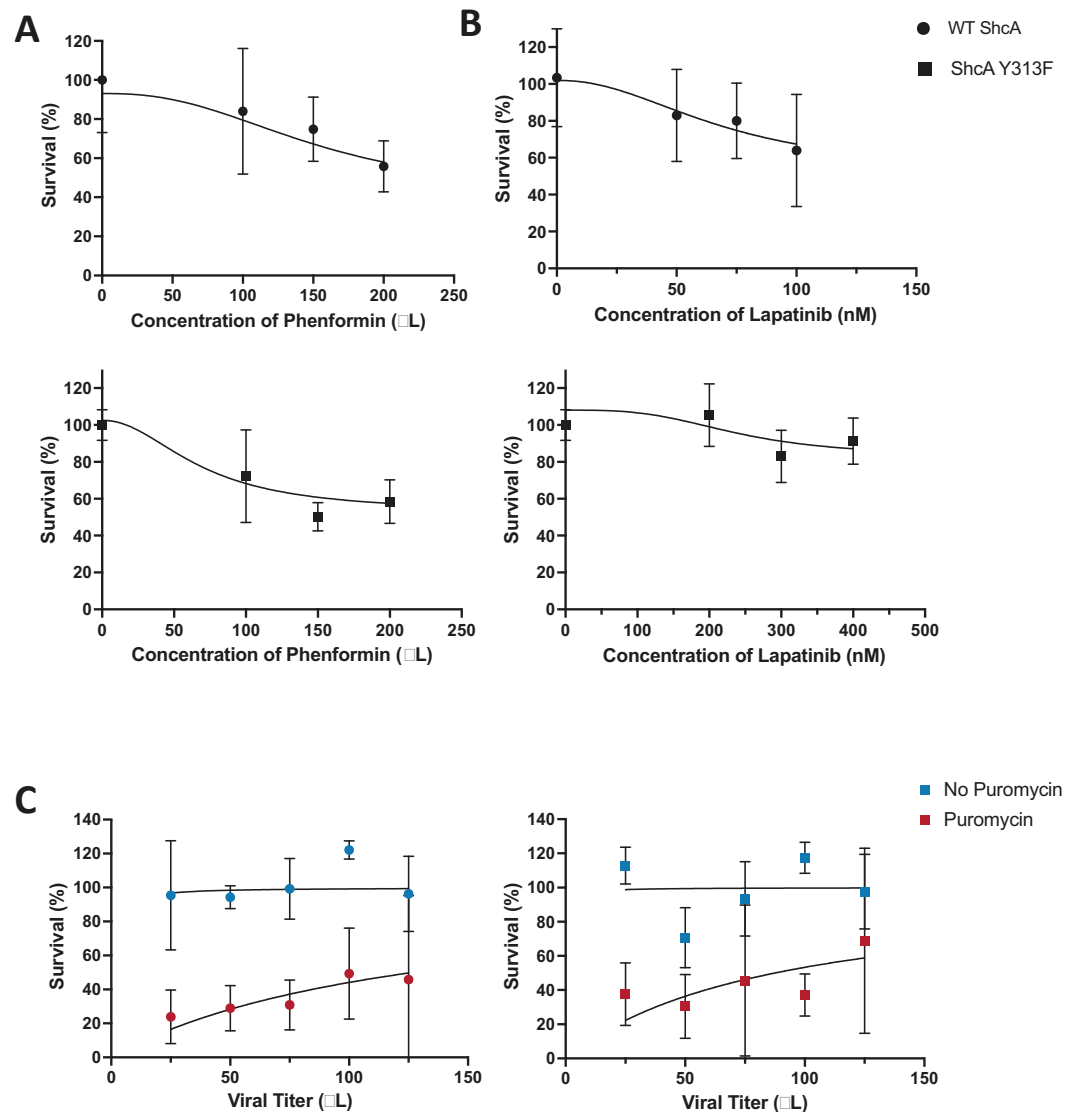 A
120
100
80
60
40
20
0
Survival (%)
0 50 100 150 200 250
Concentration of Phenformin (□L)
B
120
100
80
60
40
20
0
Survival (%)
0 50 100 150
Concentration of Lapatinib (nM)
WT ShcA
ShcA Y313F
120
100
80
60
40
20
0
Survival (%)
0 50 100 150 200 250
Concentration of Phenformin (□L)
120
100
80
60
40
20
0
Survival (%)
0 100 200 300 400 500
Concentration of Lapatinib (nM)
C
140
120
100
80
60
40
20
0
Survival (%)
0 50 100 150
Viral Titer (□L)
140
120
100
80
60
40
20
0
Survival (%)
0 50 100 150
Viral Titer (□L)
No Puromycin
Puromycin